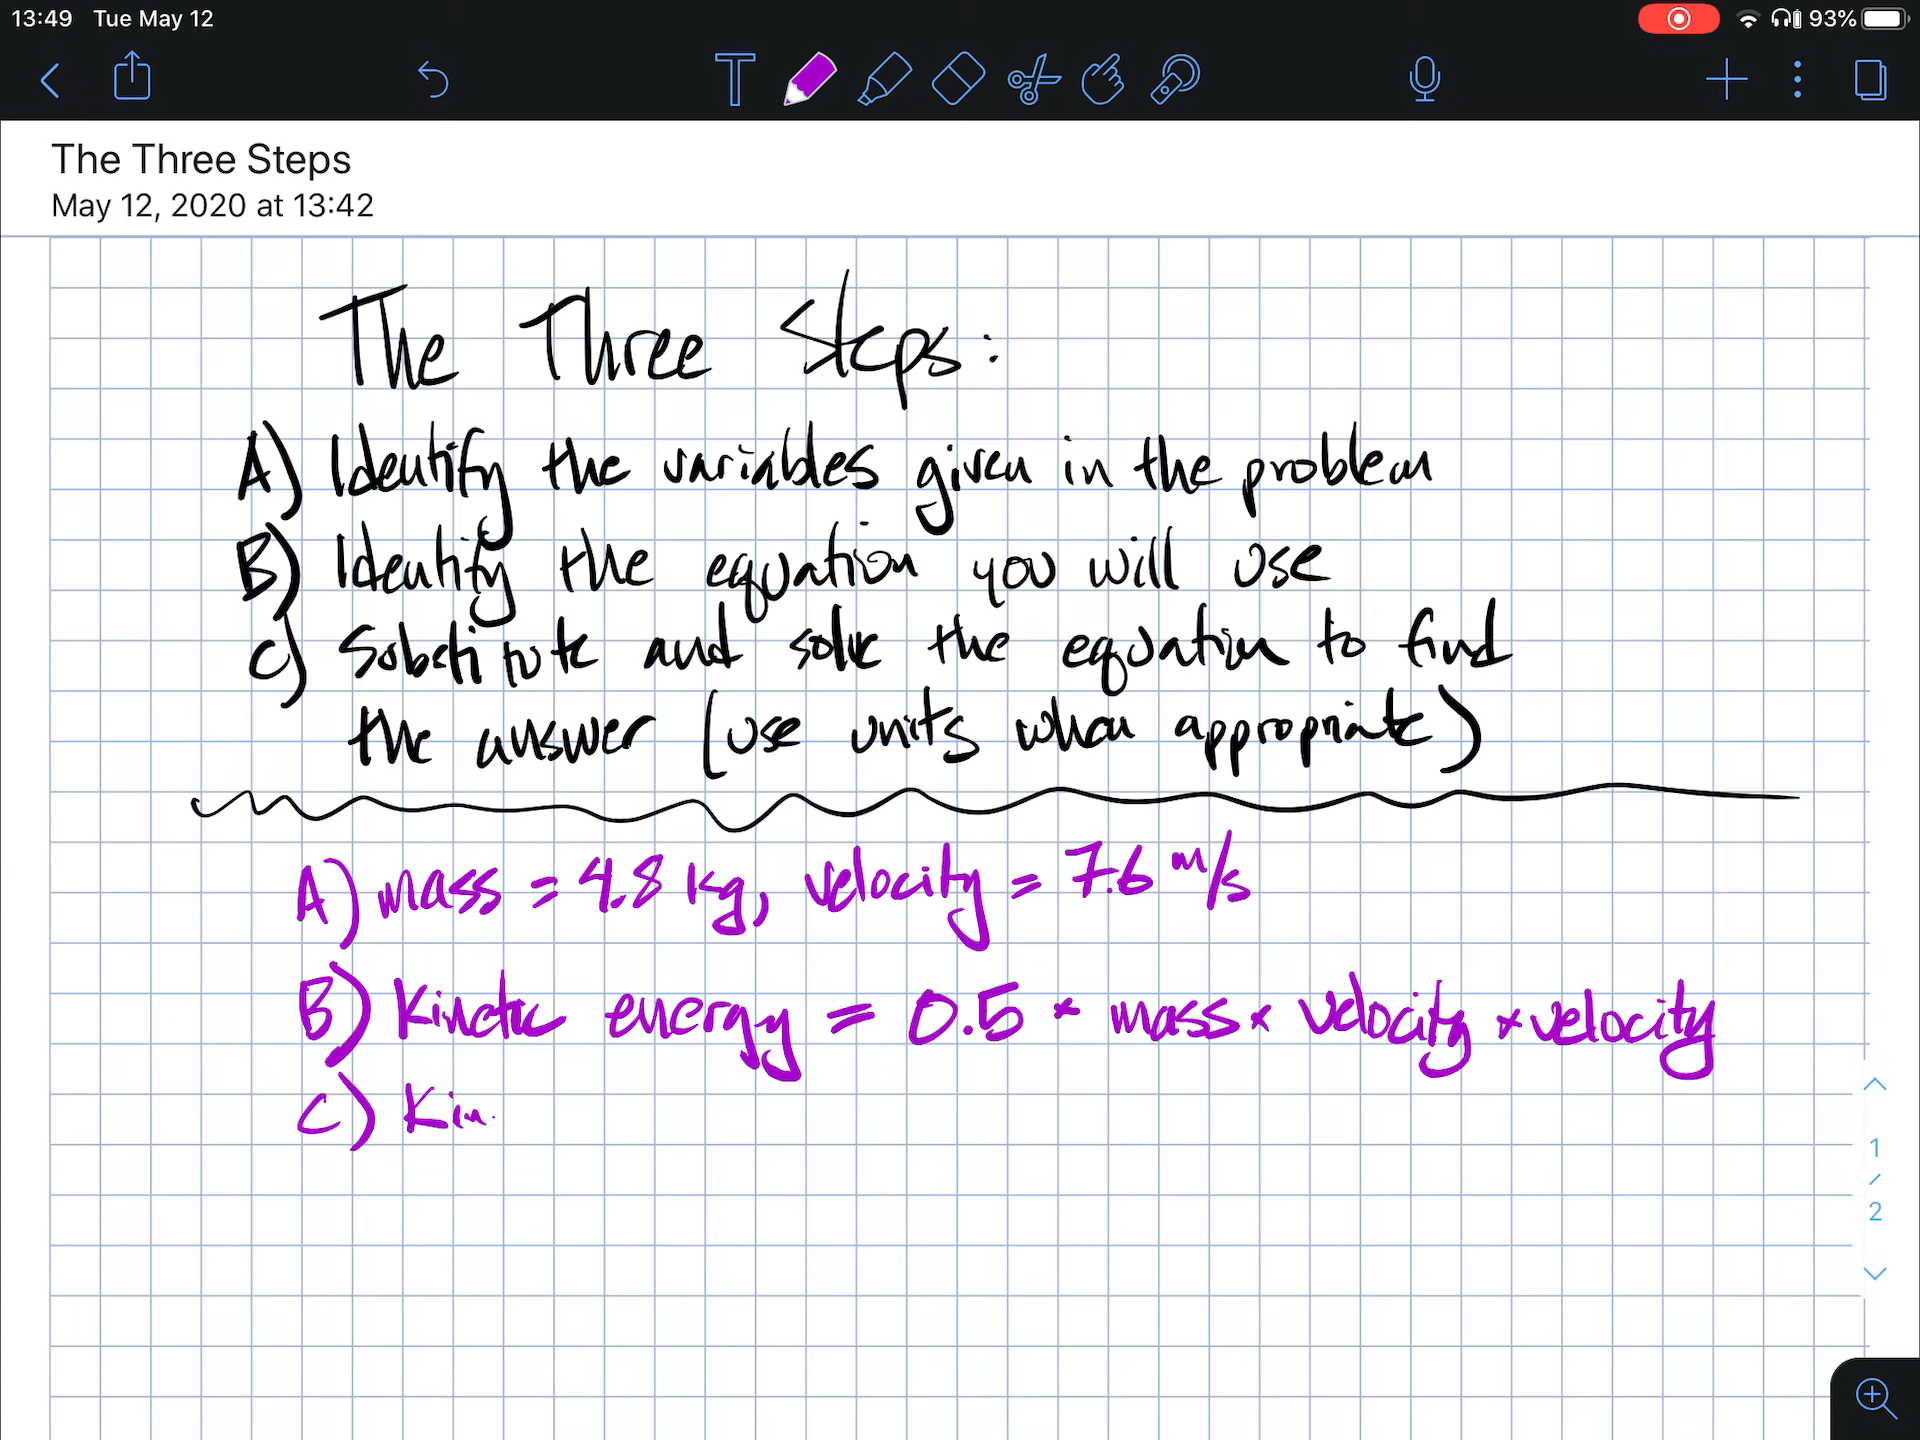 13:49 Tue May 12 93%
The Three Steps
May 12, 2020 at 13:42
The Three Steps:
A) Identify the variables given in the problem
B) Identify the equation you will use
C) Substitute and solve the equation to find
the answer (use units when appropriate)
A) mass = 4.8 kg, velocity = 7.6 m/s
B) Kinetic energy = 0.5 * mass * velocity * velocity
C) Kin.
1
/
2